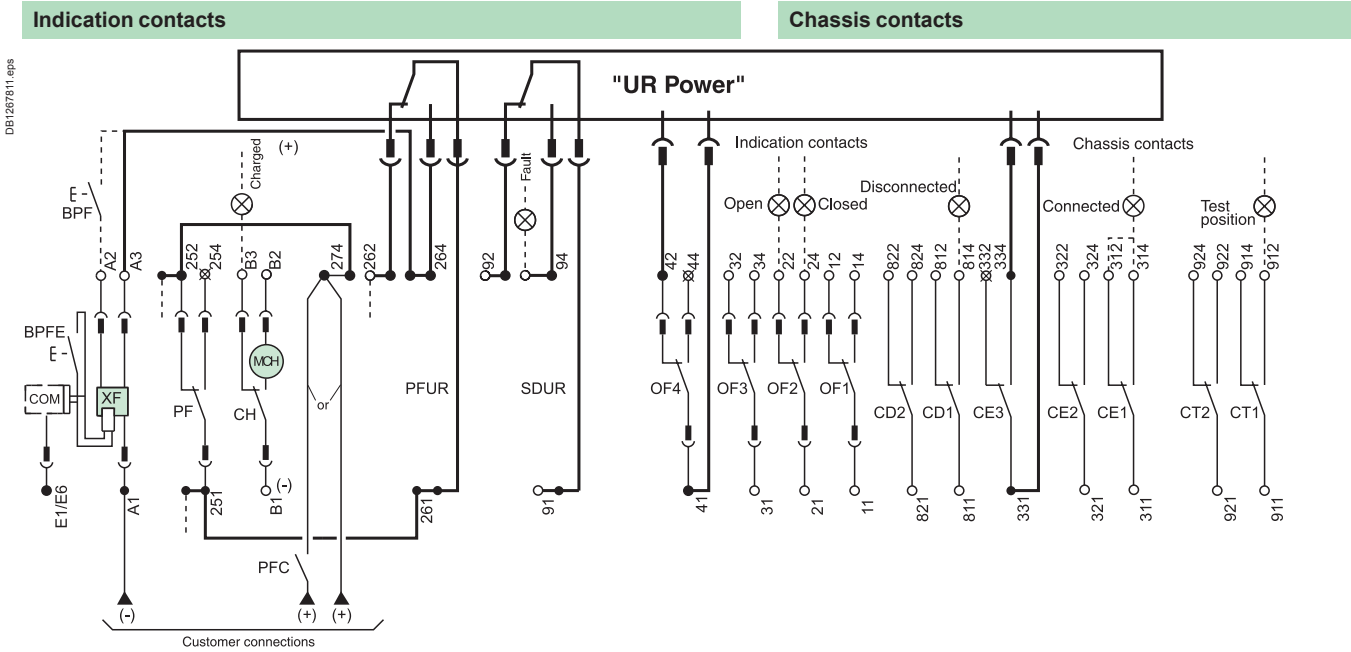 Indication contacts
Chassis contacts
DB1267811.eps
"UR Power"
(+)
Charged
Fault
Indication contacts
Chassis contacts
Open
Closed
Disconnected
Connected
Test
position
E-
BPF
A2
A3
252
254
B3
B2
274
262
264
92
94
42
44
32
34
22
24
12
14
822
824
812
814
332
334
322
324
312
314
924
922
914
912
BPFE
E-
COM
XF
MCH
PF
CH
or
PFUR
SDUR
OF4
OF3
OF2
OF1
CD2
CD1
CE3
CE2
CE1
CT2
CT1
E1/E6
A1
251
B1
(-)
261
91
41
31
21
11
821
811
331
321
311
921
911
PFC
(-)
(+)
(+)
Customer connections